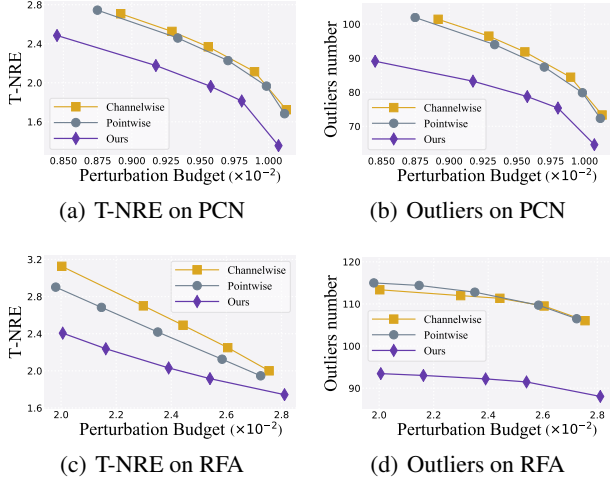 2.8
2.4
2.0
1.6
T-NRE
Channelwise
Pointwise
Ours
0.850 0.875 0.900 0.925 0.950 0.975 1.000
Perturbation Budget (×10⁻²)
(a) T-NRE on PCN
100
90
80
70
Outliers number
Channelwise
Pointwise
Ours
0.850 0.875 0.900 0.925 0.950 0.975 1.000
Perturbation Budget (×10⁻²)
(b) Outliers on PCN
3.2
2.8
2.4
2.0
1.6
T-NRE
Channelwise
Pointwise
Ours
2.0 2.2 2.4 2.6 2.8
Perturbation Budget (×10⁻²)
(c) T-NRE on RFA
120
110
100
90
Outliers number
Channelwise
Pointwise
Ours
2.0 2.2 2.4 2.6 2.8
Perturbation Budget (×10⁻²)
(d) Outliers on RFA